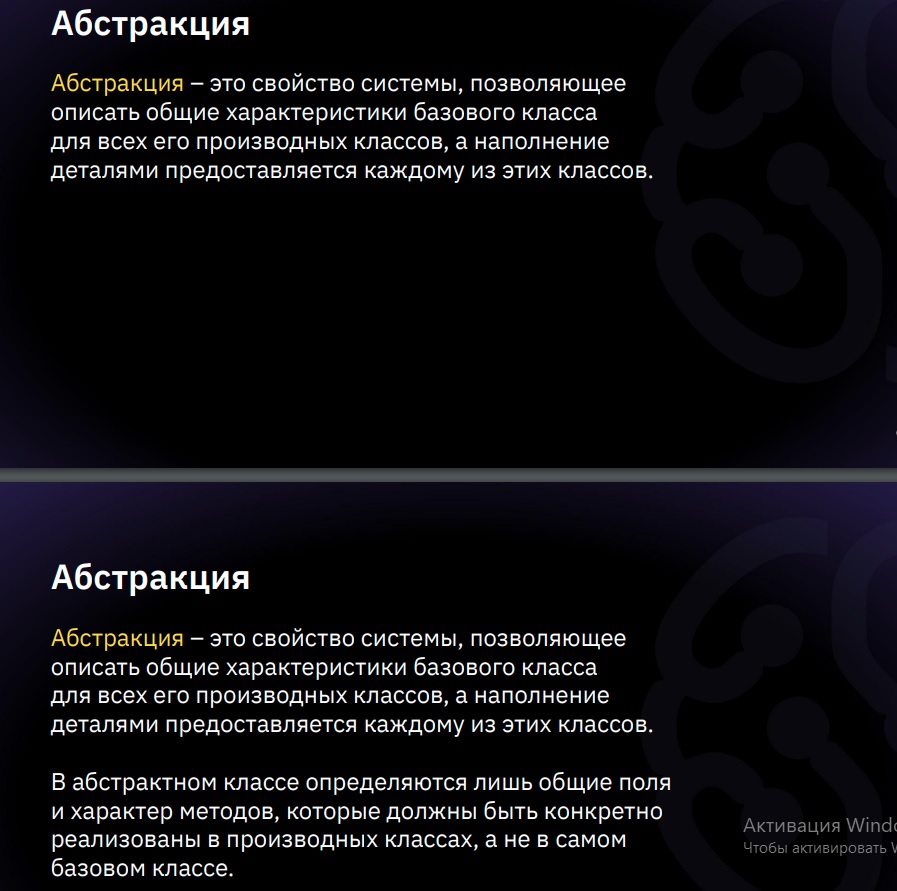 Абстракция
Абстракция – это свойство системы, позволяющее
описать общие характеристики базового класса
для всех его производных классов, а наполнение
деталями предоставляется каждому из этих классов.
Абстракция
Абстракция – это свойство системы, позволяющее
описать общие характеристики базового класса
для всех его производных классов, а наполнение
деталями предоставляется каждому из этих классов.
В абстрактном классе определяются лишь общие поля
и характер методов, которые должны быть конкретно
реализованы в производных классах, а не в самом
базовом классе.
Активация
Чтобы активировать